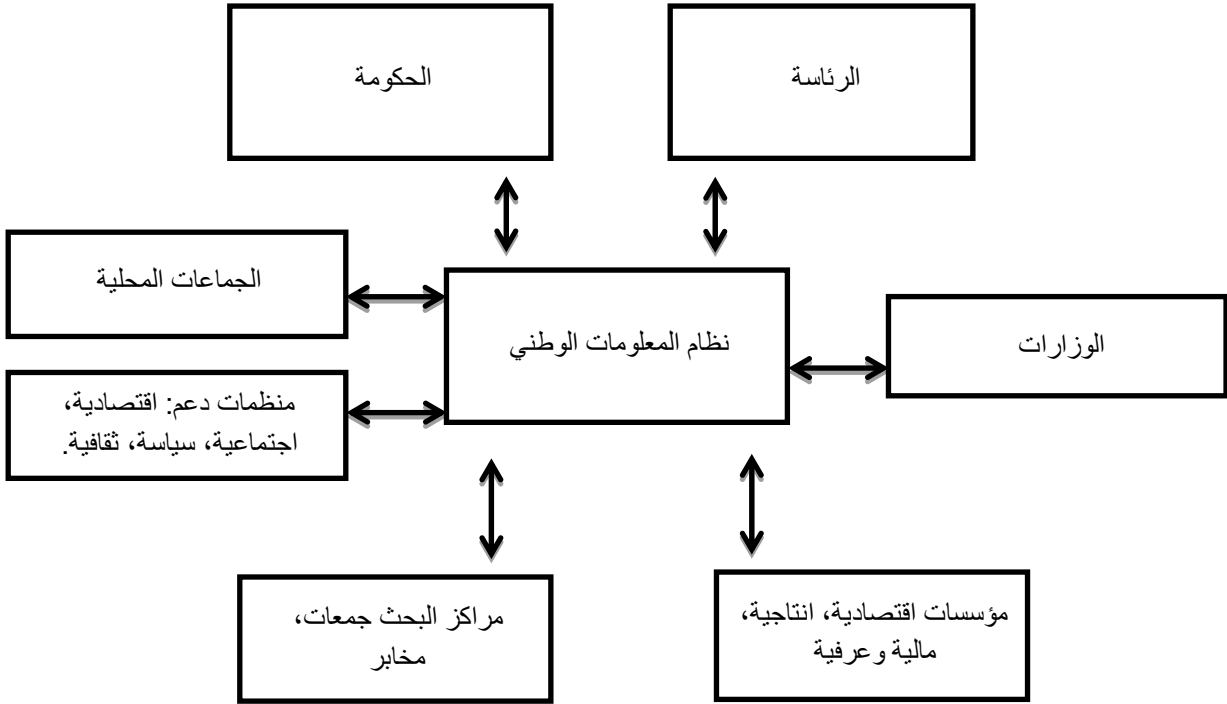 الرئاسة
الحكومة
الجماعات المحلية
نظام المعلومات الوطني
الوزارات
منظمات دعم: اقتصادية،
اجتماعية، سياسة، ثقافية.
مؤسسات اقتصادية، انتاجية،
مالية وعرفية
مراكز البحث جمعات،
مخابر